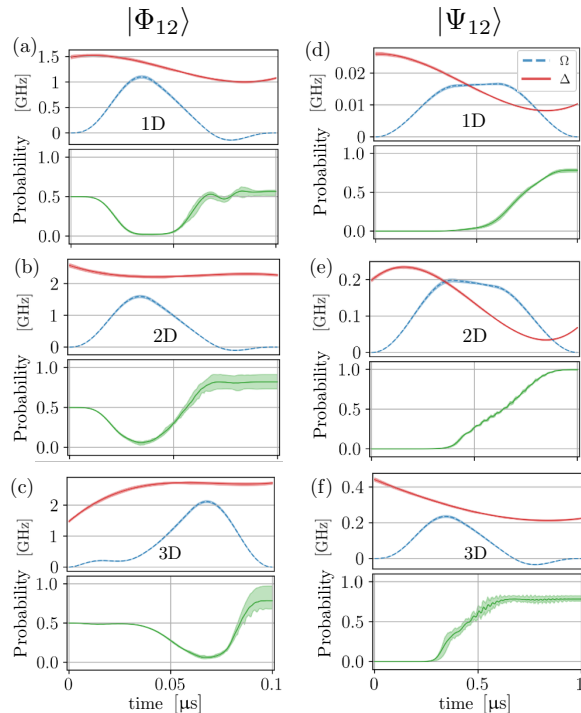 |Φ₁₂⟩
|Ψ₁₂⟩
(a)
1.5
1
0.5
0
[GHz]
1D
1.0
0.5
0.0
Probability
(b)
2
1
0
[GHz]
2D
1.0
0.5
0.0
Probability
(c)
2
1
0
[GHz]
3D
1.0
0.5
0.0
Probability
0
0.05
0.1
time [μs]
(d)
0.02
0.01
0
[GHz]
Ω
Δ
1D
1.0
0.5
0.0
Probability
(e)
0.2
0.1
0
[GHz]
2D
1.0
0.5
0.0
Probability
(f)
0.4
0.2
0
[GHz]
3D
1.0
0.5
0.0
Probability
0
0.5
1
time [μs]